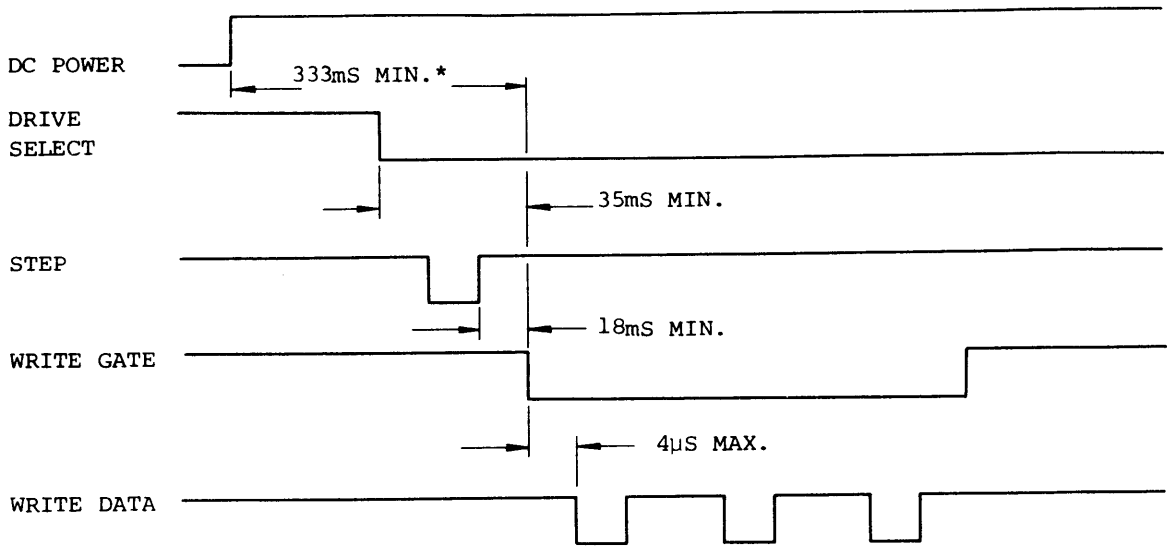 DC POWER
333mS MIN.*
DRIVE
SELECT
35mS MIN.
STEP
18mS MIN.
WRITE GATE
4µS MAX.
WRITE DATA